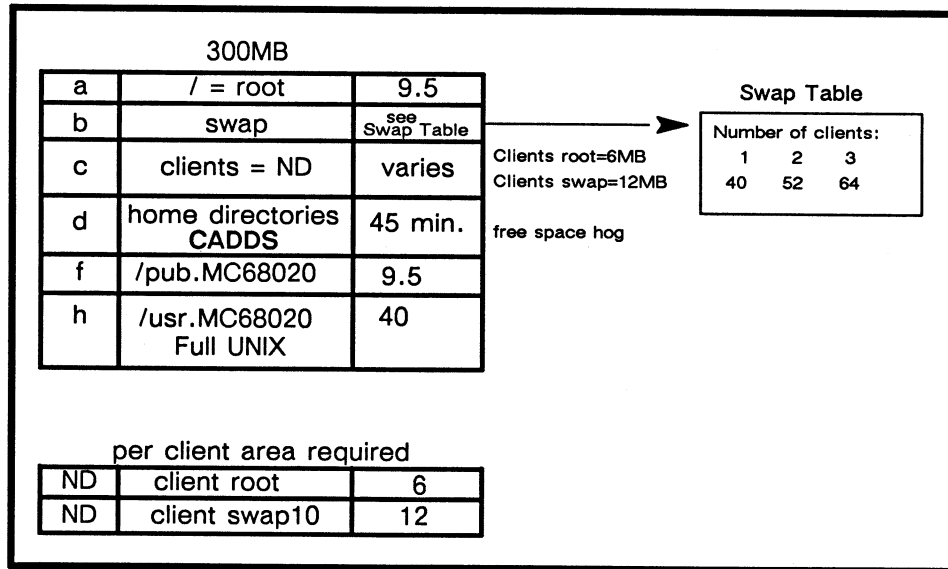 300MB
a / = root 9.5
b swap see Swap Table
c clients = ND varies
Clients root=6MB
Clients swap=12MB
d home directories CADDS 45 min.
free space hog
f /pub.MC68020 9.5
h /usr.MC68020 Full UNIX 40
Swap Table
Number of clients:
1 2 3
40 52 64
per client area required
ND client root 6
ND client swap10 12